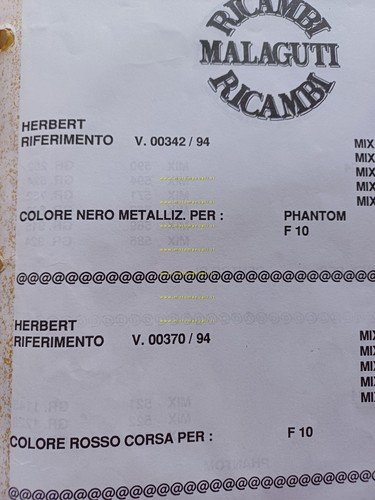 RICAMBI
MALAGUTI
RICAMBI
HERBERT
RIFERIMENTO V. 00342 / 94 MIX
MIX
MIX
MIX
MIX
COLORE NERO METALLIZ. PER : PHANTOM
F 10
@@@@@@@@@@@@@@@@@@@@@@@@@@@@@@
HERBERT
RIFERIMENTO V. 00370 / 94 MIX
MIX
MIX
MIX
MIX
COLORE ROSSO CORSA PER : F 10
@@@@@@@@@@@@@@@@@@@@@@@@@@@@@@